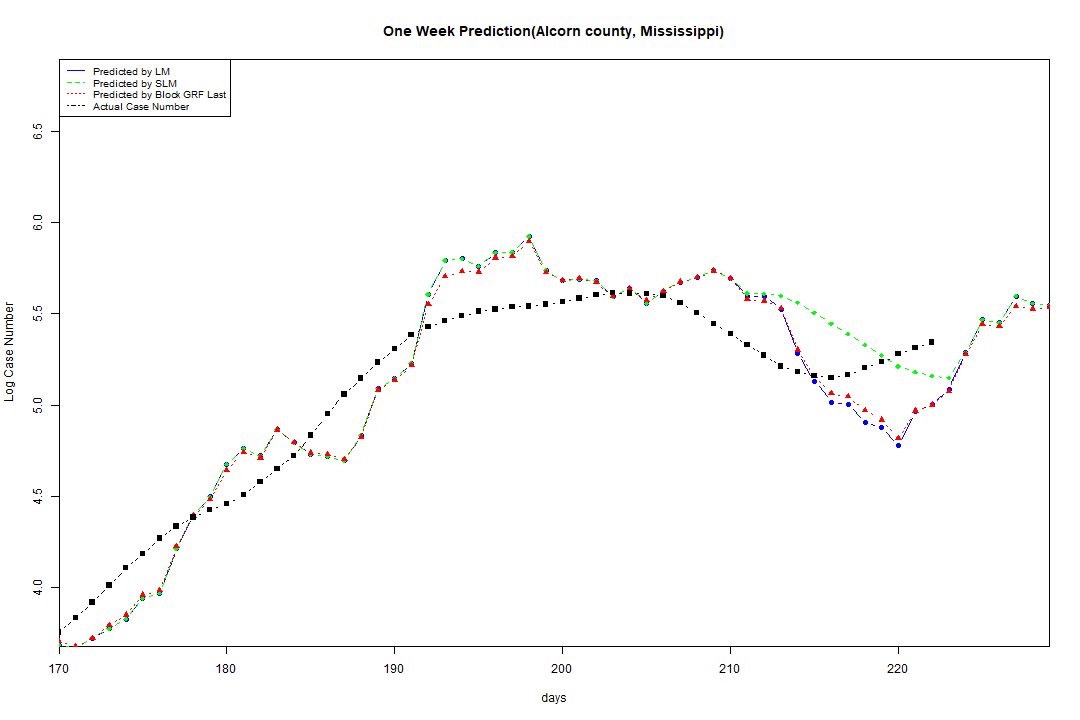 One Week Prediction(Alcorn county, Mississippi)
Predicted by LM
Predicted by SLM
Predicted by Block GRF Last
Actual Case Number
6.5
6.0
5.5
5.0
4.5
4.0
Log Case Number
170 180 190 200 210 220
days